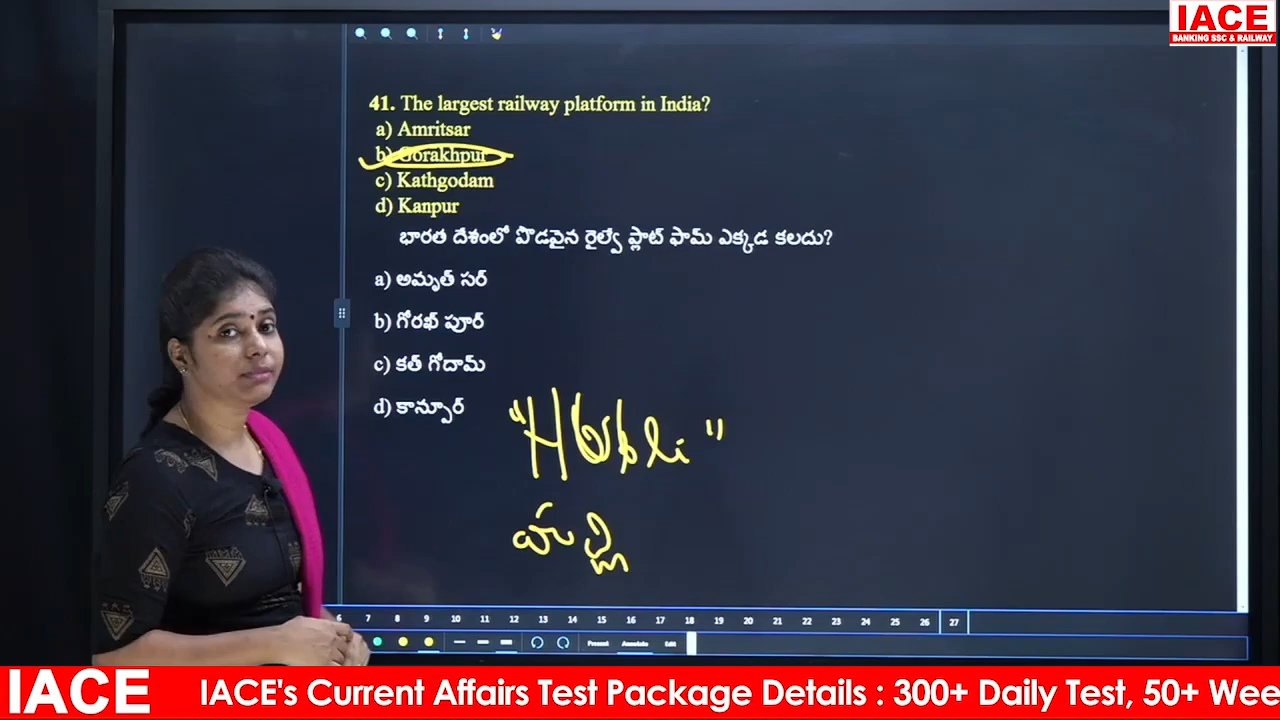 IACE
BANKING SSC & RAILWAY
41. The largest railway platform in India?
a) Amritsar
b) Gorakhpur
c) Kathgodam
d) Kanpur
భారత దేశంలో పొడవైన రైల్వే ప్లాట్ ఫామ్ ఎక్కడ కలదు?
a) అమృత్ సర్
b) గోరఖ్ పూర్
c) కత్ గోదామ్
d) కాన్పూర్
"Hubli"
6 7 8 9 10 11 12 13 14 15 16 17 18 19 20 21 22 23 24 25 26 27
Present Annotate Edit
IACE IACE's Current Affairs Test Package Details : 300+ Daily Test, 50+ Wee